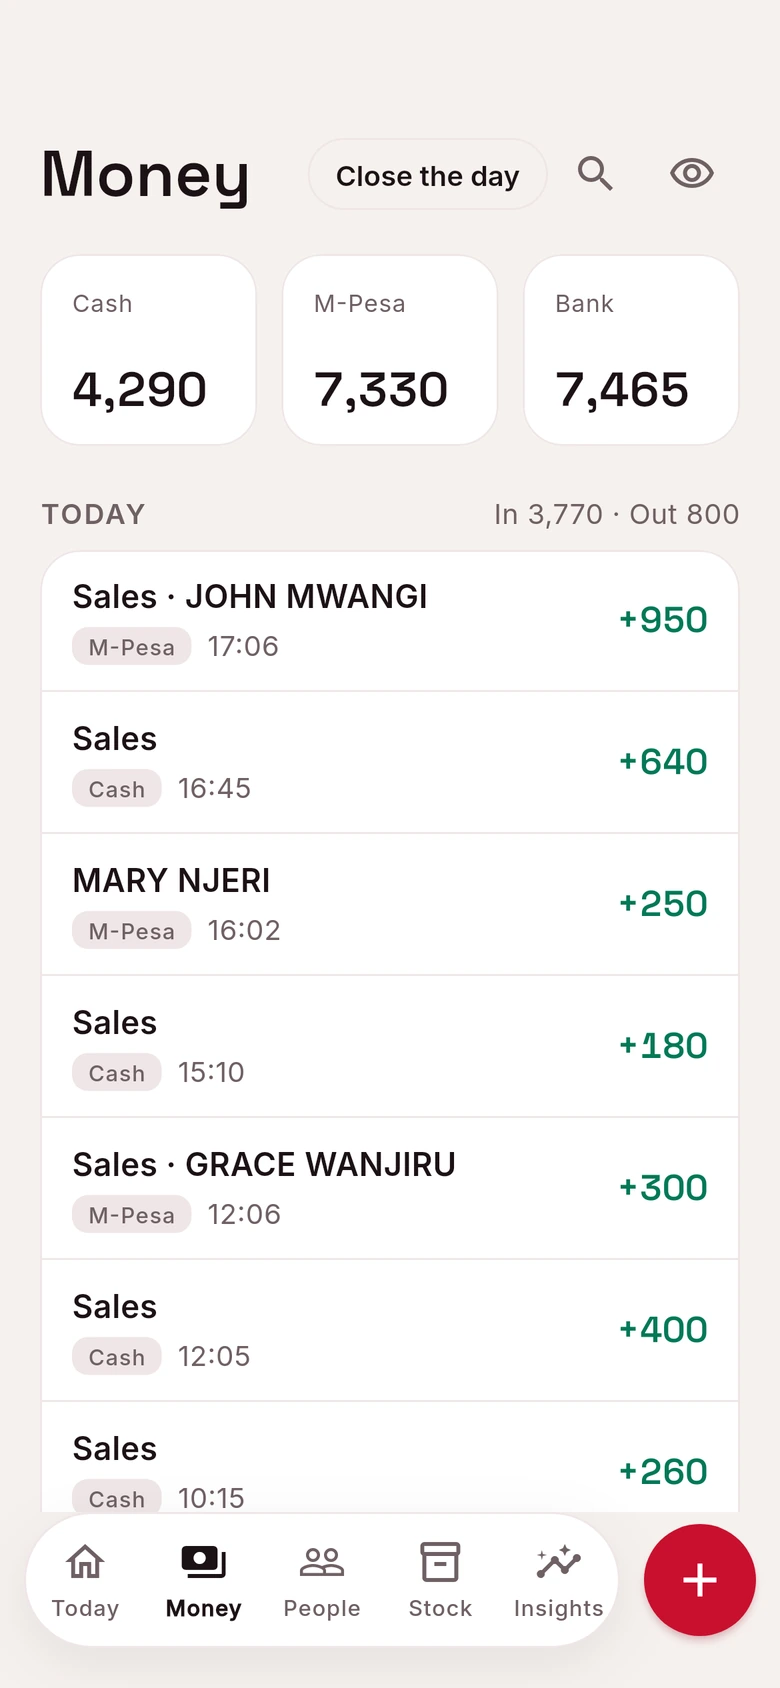 Money
Close the day
Cash
4,290
M-Pesa
7,330
Bank
7,465
TODAY
In 3,770 · Out 800
Sales · JOHN MWANGI
+950
M-Pesa 17:06
Sales
+640
Cash 16:45
MARY NJERI
+250
M-Pesa 16:02
Sales
+180
Cash 15:10
Sales · GRACE WANJIRU
+300
M-Pesa 12:06
Sales
+400
Cash 12:05
Sales
+260
Cash 10:15
Today
Money
People
Stock
Insights